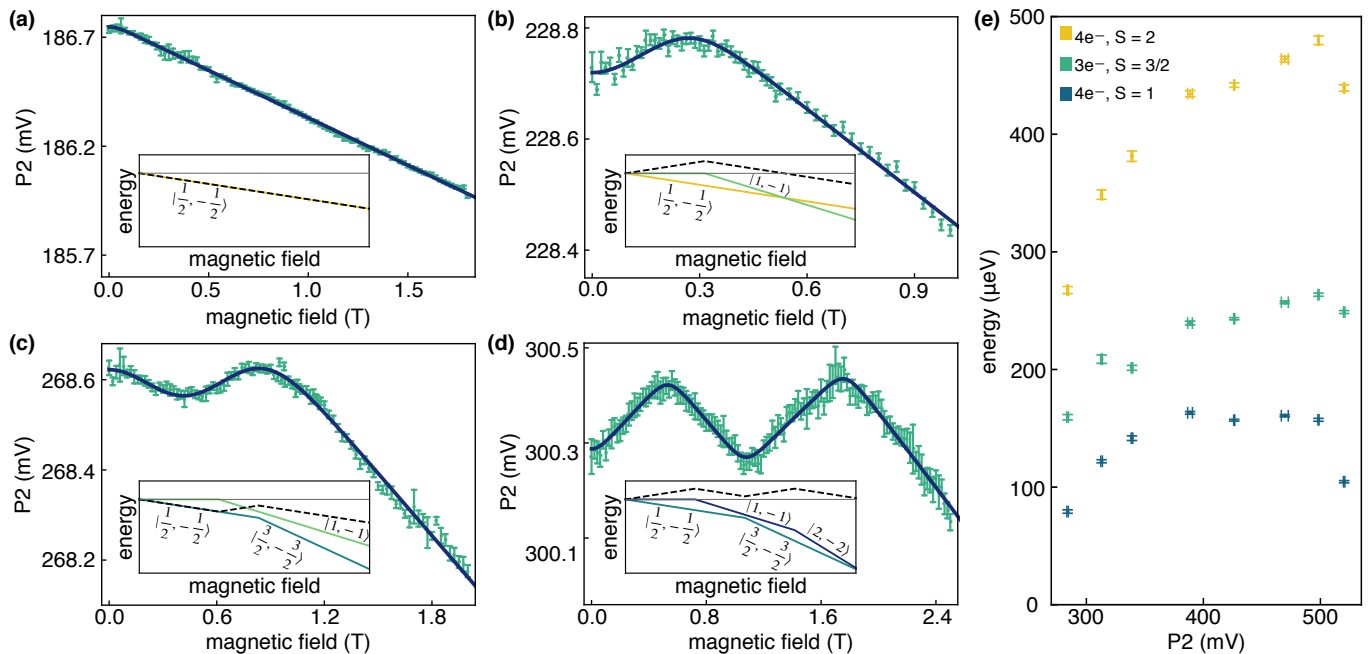 (a)
186.7
186.2
185.7
P2 (mV)
energy
|1/2, -1/2⟩
magnetic field
0.0 0.5 1.0 1.5
magnetic field (T)
(b)
228.8
228.6
228.4
P2 (mV)
energy
|1/2, -1/2⟩
|1, -1⟩
magnetic field
0.0 0.3 0.6 0.9
magnetic field (T)
(c)
268.6
268.4
268.2
P2 (mV)
energy
|1/2, -1/2⟩
|3/2, -3/2⟩
|1, -1⟩
magnetic field
0.0 0.6 1.2 1.8
magnetic field (T)
(d)
300.5
300.3
300.1
P2 (mV)
energy
|1/2, -1/2⟩
|1, -1⟩
|3/2, -3/2⟩
|2, -2⟩
magnetic field
0.0 0.8 1.6 2.4
magnetic field (T)
(e)
500
400
300
200
100
0
energy (μeV)
4e⁻, S = 2
3e⁻, S = 3/2
4e⁻, S = 1
300 400 500
P2 (mV)